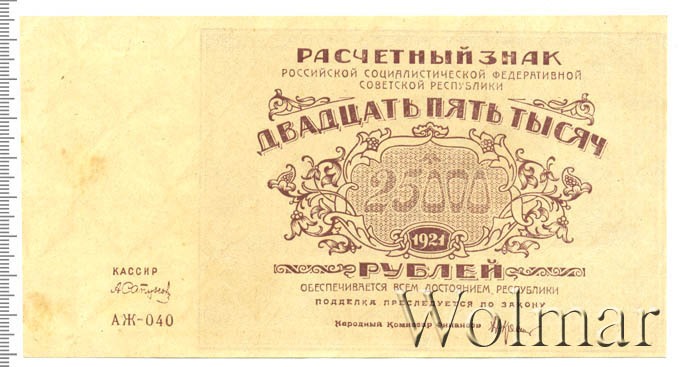 РАСЧЕТНЫЙ ЗНАК
РОССИЙСКОЙ СОЦИАЛИСТИЧЕСКОЙ ФЕДЕРАТИВНОЙ
СОВЕТСКОЙ РЕСПУБЛИКИ
ДВАДЦАТЬ ПЯТЬ ТЫСЯЧ
25000
1921
РУБЛЕЙ
ОБЕСПЕЧИВАЕТСЯ ВСЕМ ДОСТОЯНИЕМ РЕСПУБЛИКИ
ПОДДЕЛКА ПРЕСЛЕДУЕТСЯ ПО ЗАКОНУ
Народный Комиссар Финансов
КАССИР
АЖ-040
Wolmar